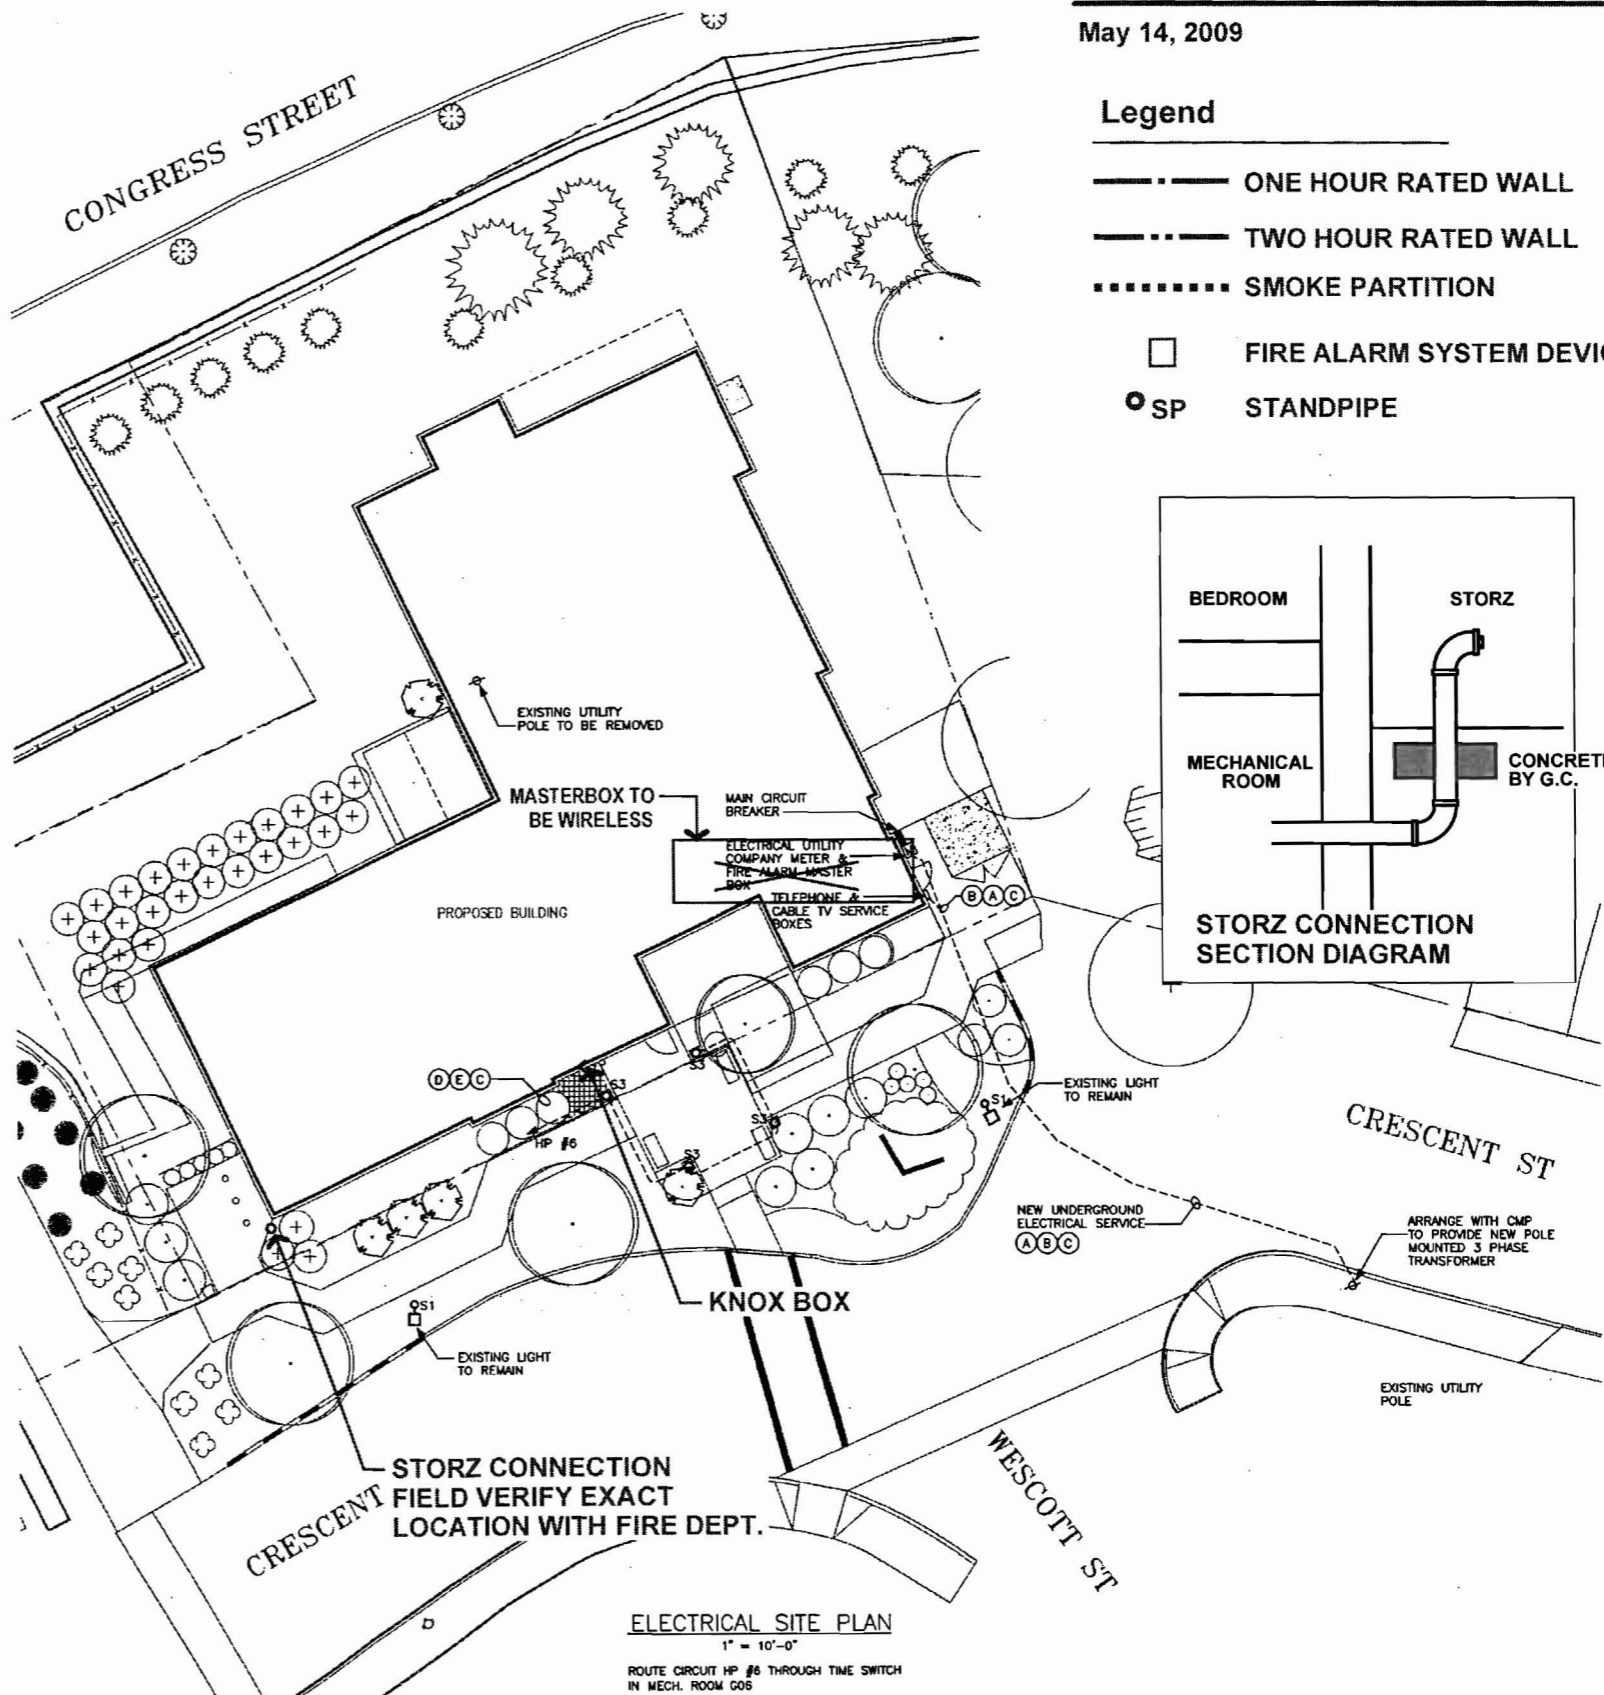 May 14, 2009
CONGRESS STREET
Legend
ONE HOUR RATED WALL
TWO HOUR RATED WALL
SMOKE PARTITION
FIRE ALARM SYSTEM DEVIC
SP STANDPIPE
BEDROOM
STORZ
MECHANICAL
ROOM
CONCRETE
BY G.C.
STORZ CONNECTION
SECTION DIAGRAM
EXISTING UTILITY
POLE TO BE REMOVED
MASTERBOX TO
BE WIRELESS
MAIN CIRCUIT
BREAKER
ELECTRICAL UTILITY
COMPANY METER &
FIRE ALARM MASTER
BOX
TELEPHONE &
CABLE TV SERVICE
BOXES
B A C
PROPOSED BUILDING
D E C
S3
S3
S3
S3
HP #6
S1
EXISTING LIGHT
TO REMAIN
CRESCENT ST
NEW UNDERGROUND
ELECTRICAL SERVICE
A B C
ARRANGE WITH CMP
TO PROVIDE NEW POLE
MOUNTED 3 PHASE
TRANSFORMER
KNOX BOX
S1
EXISTING LIGHT
TO REMAIN
EXISTING UTILITY
POLE
STORZ CONNECTION
FIELD VERIFY EXACT
LOCATION WITH FIRE DEPT.
CRESCENT
WESCOTT ST
ELECTRICAL SITE PLAN
1" = 10'-0"
ROUTE CIRCUIT HP #6 THROUGH TIME SWITCH
IN MECH. ROOM G06